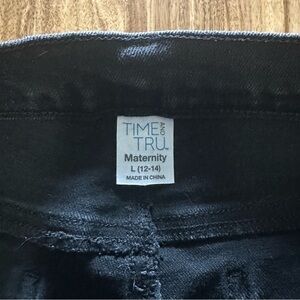 TIME AND
TRU
Maternity
L (12-14)
MADE IN CHINA